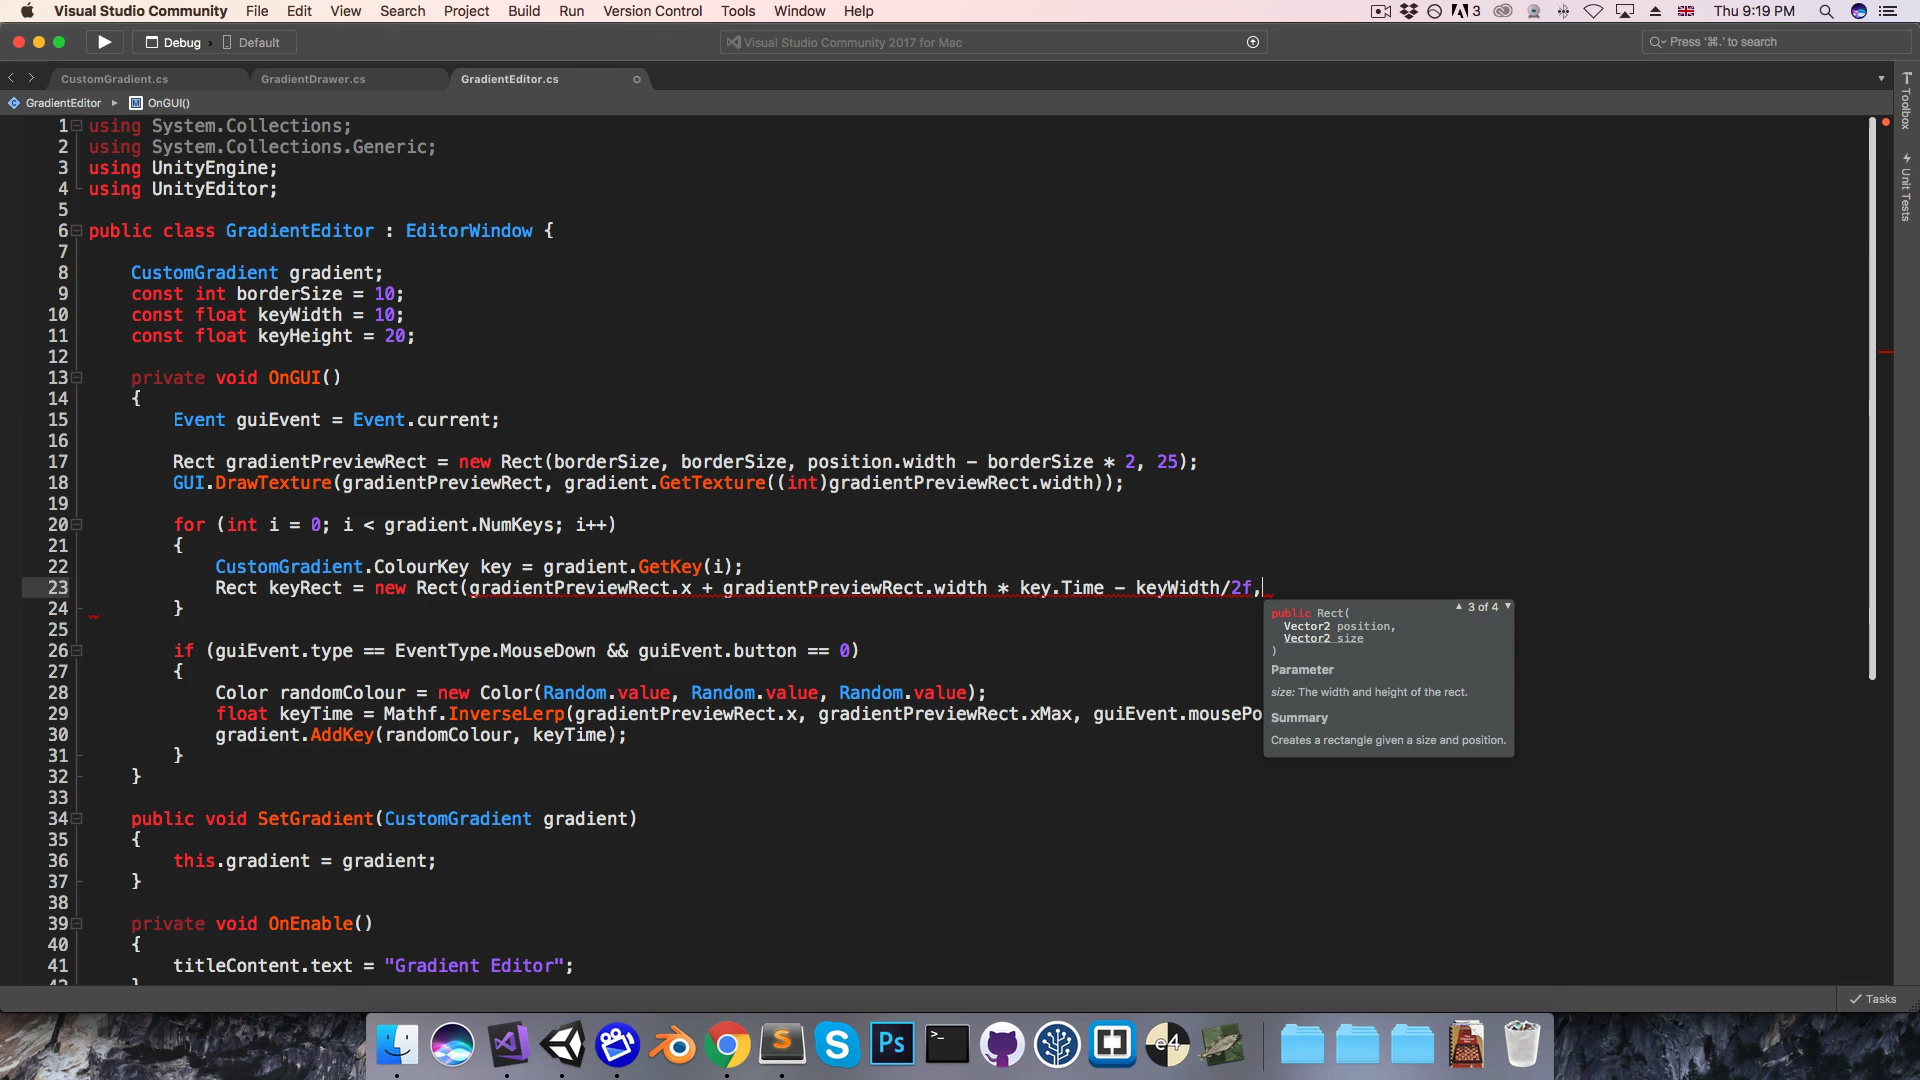 Visual Studio Community File Edit View Search Project Build Run Version Control Tools Window Help 3 Thu 9:19 PM
Debug › Default Visual Studio Community 2017 for Mac Press '⌘.' to search
CustomGradient.cs GradientDrawer.cs GradientEditor.cs
GradientEditor ▸ M OnGUI()
Toolbox
Unit Tests
1 using System.Collections;
2 using System.Collections.Generic;
3 using UnityEngine;
4 using UnityEditor;
5
6 public class GradientEditor : EditorWindow {
7
8 CustomGradient gradient;
9 const int borderSize = 10;
10 const float keyWidth = 10;
11 const float keyHeight = 20;
12
13 private void OnGUI()
14 {
15 Event guiEvent = Event.current;
16
17 Rect gradientPreviewRect = new Rect(borderSize, borderSize, position.width - borderSize * 2, 25);
18 GUI.DrawTexture(gradientPreviewRect, gradient.GetTexture((int)gradientPreviewRect.width));
19
20 for (int i = 0; i < gradient.NumKeys; i++)
21 {
22 CustomGradient.ColourKey key = gradient.GetKey(i);
23 Rect keyRect = new Rect(gradientPreviewRect.x + gradientPreviewRect.width * key.Time - keyWidth/2f,
24 }
25
26 if (guiEvent.type == EventType.MouseDown && guiEvent.button == 0)
27 {
28 Color randomColour = new Color(Random.value, Random.value, Random.value);
29 float keyTime = Mathf.InverseLerp(gradientPreviewRect.x, gradientPreviewRect.xMax, guiEvent.mousePo
30 gradient.AddKey(randomColour, keyTime);
31 }
32 }
33
34 public void SetGradient(CustomGradient gradient)
35 {
36 this.gradient = gradient;
37 }
38
39 private void OnEnable()
40 {
41 titleContent.text = "Gradient Editor";
42 }
▲ 3 of 4 ▼
public Rect(
Vector2 position,
Vector2 size
)
Parameter
size: The width and height of the rect.
Summary
Creates a rectangle given a size and position.
✓ Tasks
S S Ps >_ e4